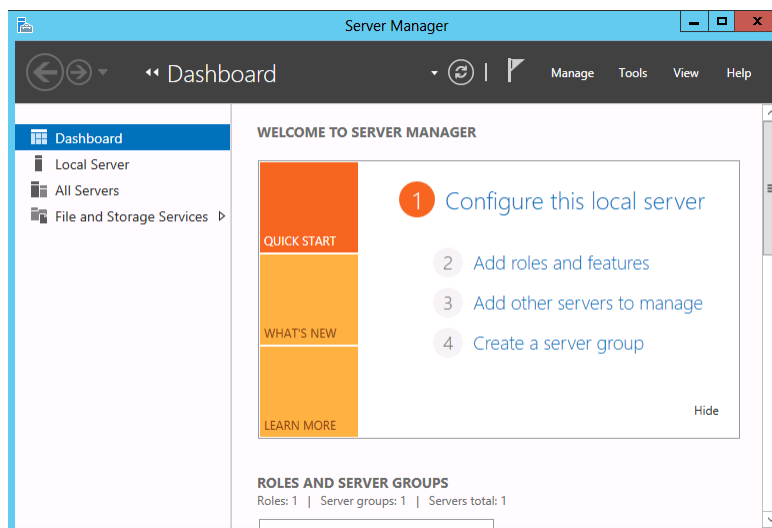 Server Manager
Dashboard
Manage Tools View Help
Dashboard
Local Server
All Servers
File and Storage Services
WELCOME TO SERVER MANAGER
QUICK START
WHAT'S NEW
LEARN MORE
1 Configure this local server
2 Add roles and features
3 Add other servers to manage
4 Create a server group
Hide
ROLES AND SERVER GROUPS
Roles: 1 | Server groups: 1 | Servers total: 1